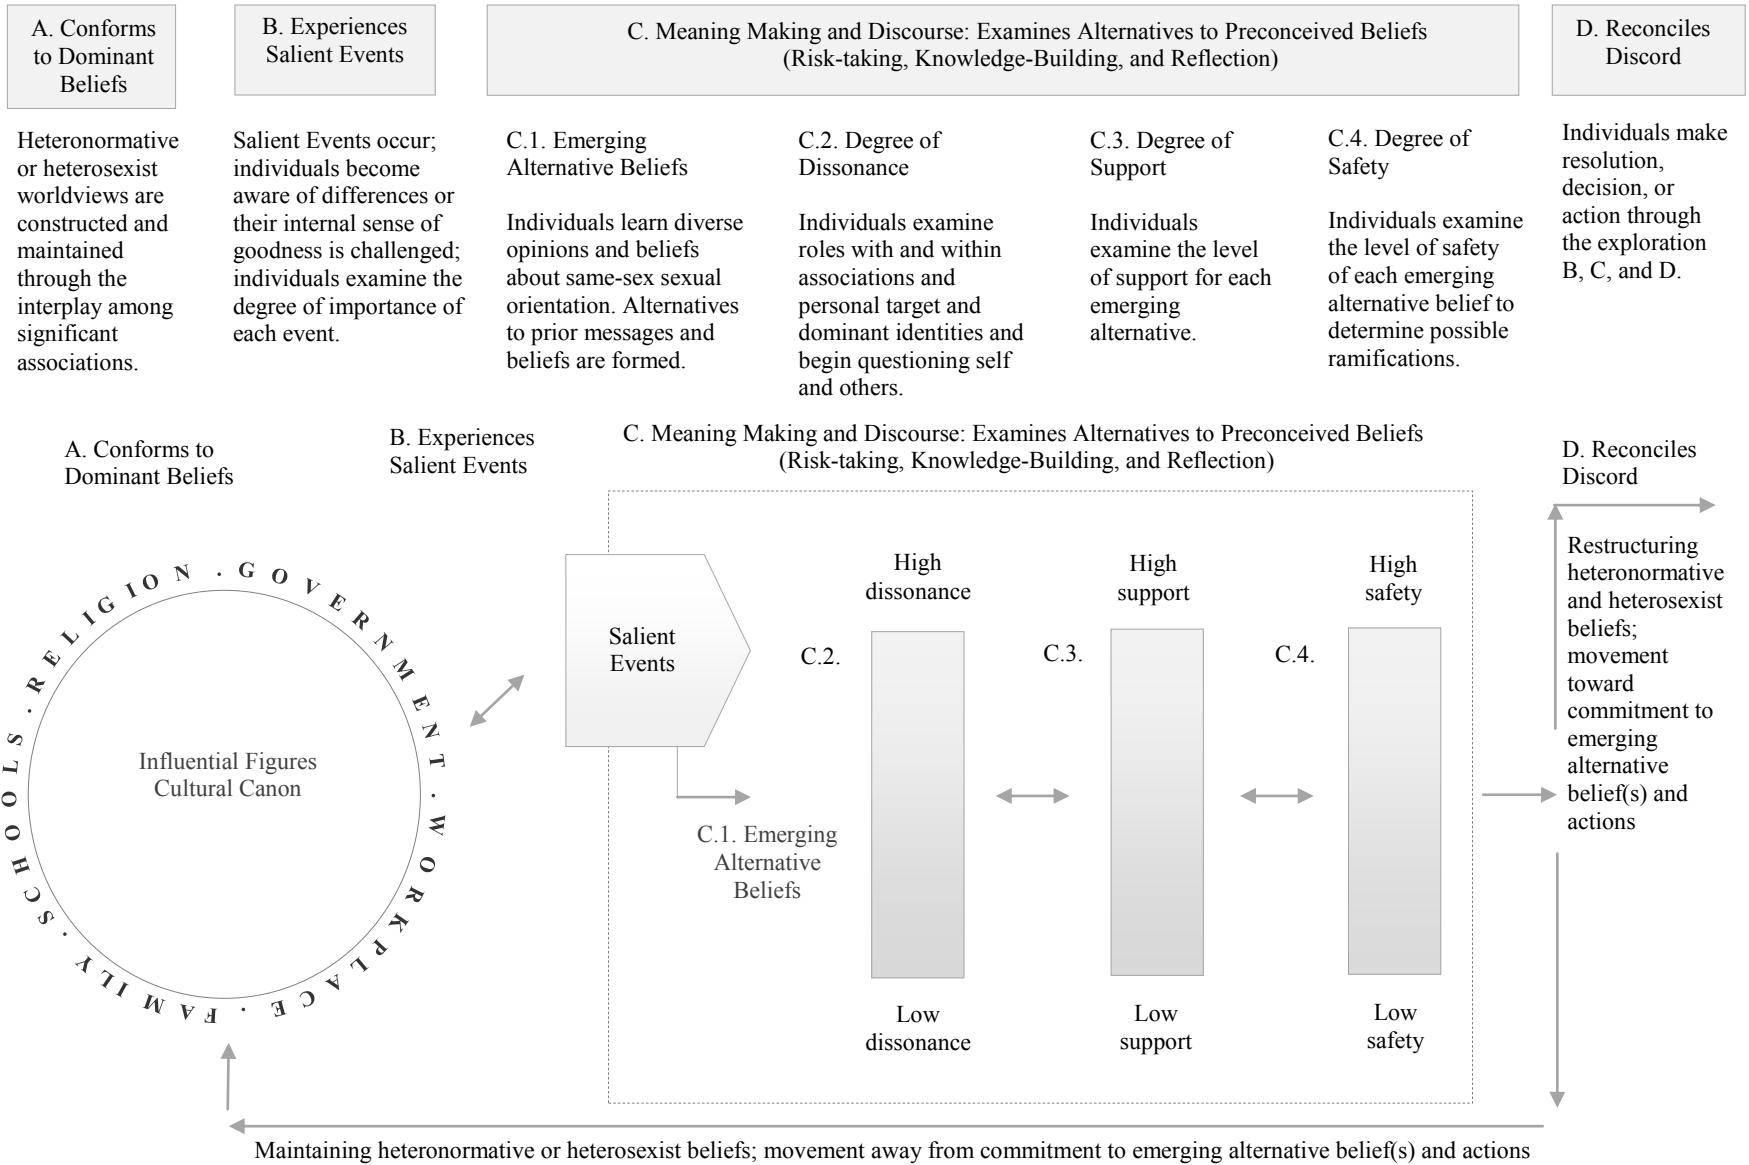 A. Conforms
to Dominant
Beliefs
B. Experiences
Salient Events
C. Meaning Making and Discourse: Examines Alternatives to Preconceived Beliefs
(Risk-taking, Knowledge-Building, and Reflection)
D. Reconciles
Discord
Heteronormative
or heterosexist
worldviews are
constructed and
maintained
through the
interplay among
significant
associations.
Salient Events occur;
individuals become
aware of differences or
their internal sense of
goodness is challenged;
individuals examine the
degree of importance of
each event.
C.1. Emerging
Alternative Beliefs
Individuals learn diverse
opinions and beliefs
about same-sex sexual
orientation. Alternatives
to prior messages and
beliefs are formed.
C.2. Degree of
Dissonance
Individuals examine
roles with and within
associations and
personal target and
dominant identities and
begin questioning self
and others.
C.3. Degree of
Support
Individuals
examine the level
of support for each
emerging
alternative.
C.4. Degree of
Safety
Individuals examine
the level of safety
of each emerging
alternative belief to
determine possible
ramifications.
Individuals make
resolution,
decision, or
action through
the exploration
B, C, and D.
A. Conforms to
Dominant Beliefs
B. Experiences
Salient Events
C. Meaning Making and Discourse: Examines Alternatives to Preconceived Beliefs
(Risk-taking, Knowledge-Building, and Reflection)
D. Reconciles
Discord
FAMILY . SCHOOLS . RELIGION . GOVERNMENT . WORKPLACE .
Influential Figures
Cultural Canon
Salient
Events
C.1. Emerging
Alternative
Beliefs
High
dissonance
C.2.
Low
dissonance
High
support
C.3.
Low
support
High
safety
C.4.
Low
safety
Restructuring
heteronormative
and heterosexist
beliefs;
movement
toward
commitment to
emerging
alternative
belief(s) and
actions
Maintaining heteronormative or heterosexist beliefs; movement away from commitment to emerging alternative belief(s) and actions